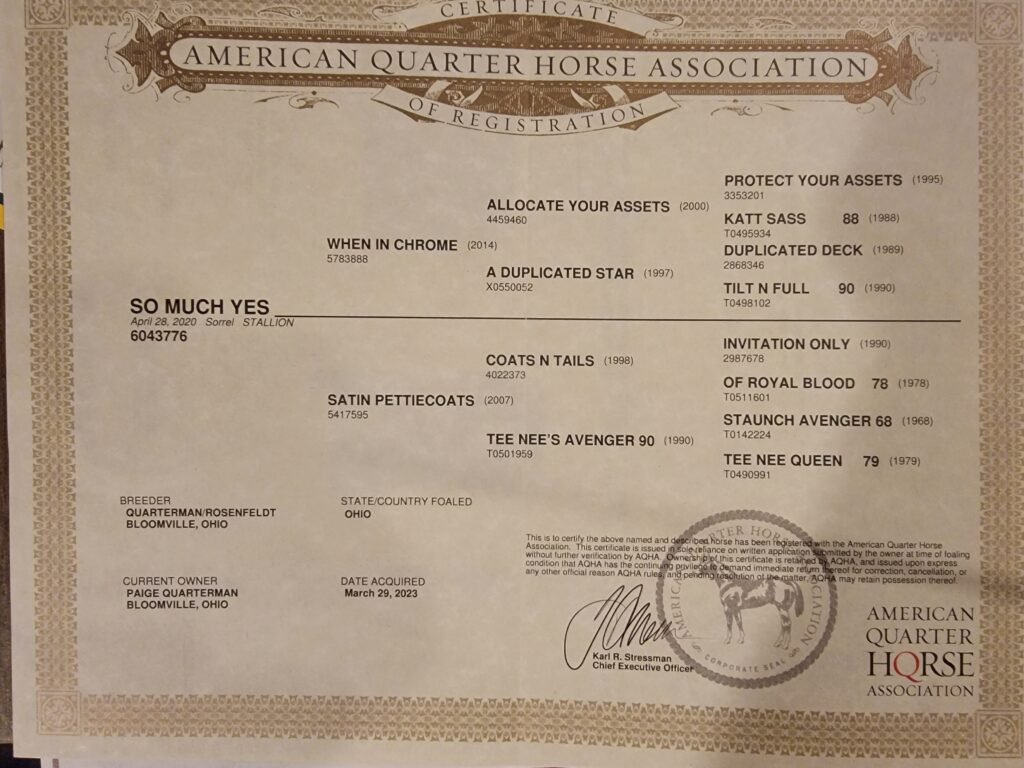 CERTIFICATE
AMERICAN QUARTER HORSE ASSOCIATION
OF REGISTRATION
PROTECT YOUR ASSETS (1995)
3353201
ALLOCATE YOUR ASSETS (2000)
4459460
KATT SASS 88 (1988)
T0495934
WHEN IN CHROME (2014)
5783888
DUPLICATED DECK (1989)
2868346
A DUPLICATED STAR (1997)
X0550052
TILT N FULL 90 (1990)
T0498102
SO MUCH YES
April 28, 2020 Sorrel STALLION
6043776
INVITATION ONLY (1990)
2987678
COATS N TAILS (1998)
4022373
OF ROYAL BLOOD 78 (1978)
T0511601
SATIN PETTIECOATS (2007)
5417595
STAUNCH AVENGER 68 (1968)
T0142224
TEE NEE'S AVENGER 90 (1990)
T0501959
TEE NEE QUEEN 79 (1979)
T0490991
BREEDER
QUARTERMAN/ROSENFELDT
BLOOMVILLE, OHIO
STATE/COUNTRY FOALED
OHIO
CURRENT OWNER
PAIGE QUARTERMAN
BLOOMVILLE, OHIO
DATE ACQUIRED
March 29, 2023
This is to certify the above named and described horse has been registered with the American Quarter Horse
Association. This certificate is issued in sole reliance on written application submitted by the owner at time of foaling
without further verification by AQHA. Ownership of this certificate is retained by AQHA, and issued upon express
condition that AQHA has the continuing privilege to demand immediate return thereof for correction, cancellation, or
any other official reason AQHA rules, and pending resolution of the matter, AQHA may retain possession thereof.
Karl R. Stressman
Chief Executive Officer
AMERICAN QUARTER HORSE ASSOCIATION
CORPORATE SEAL
AMERICAN
QUARTER
HORSE
ASSOCIATION